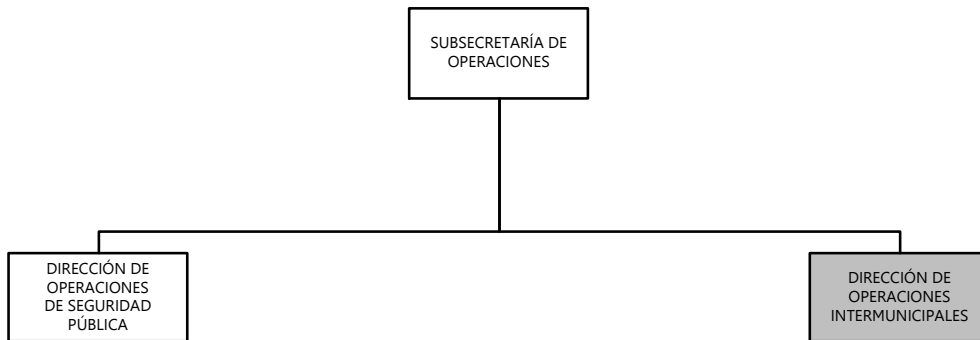 SUBSECRETARÍA DE
OPERACIONES
DIRECCIÓN DE
OPERACIONES
DE SEGURIDAD
PÚBLICA
DIRECCIÓN DE
OPERACIONES
INTERMUNICIPALES